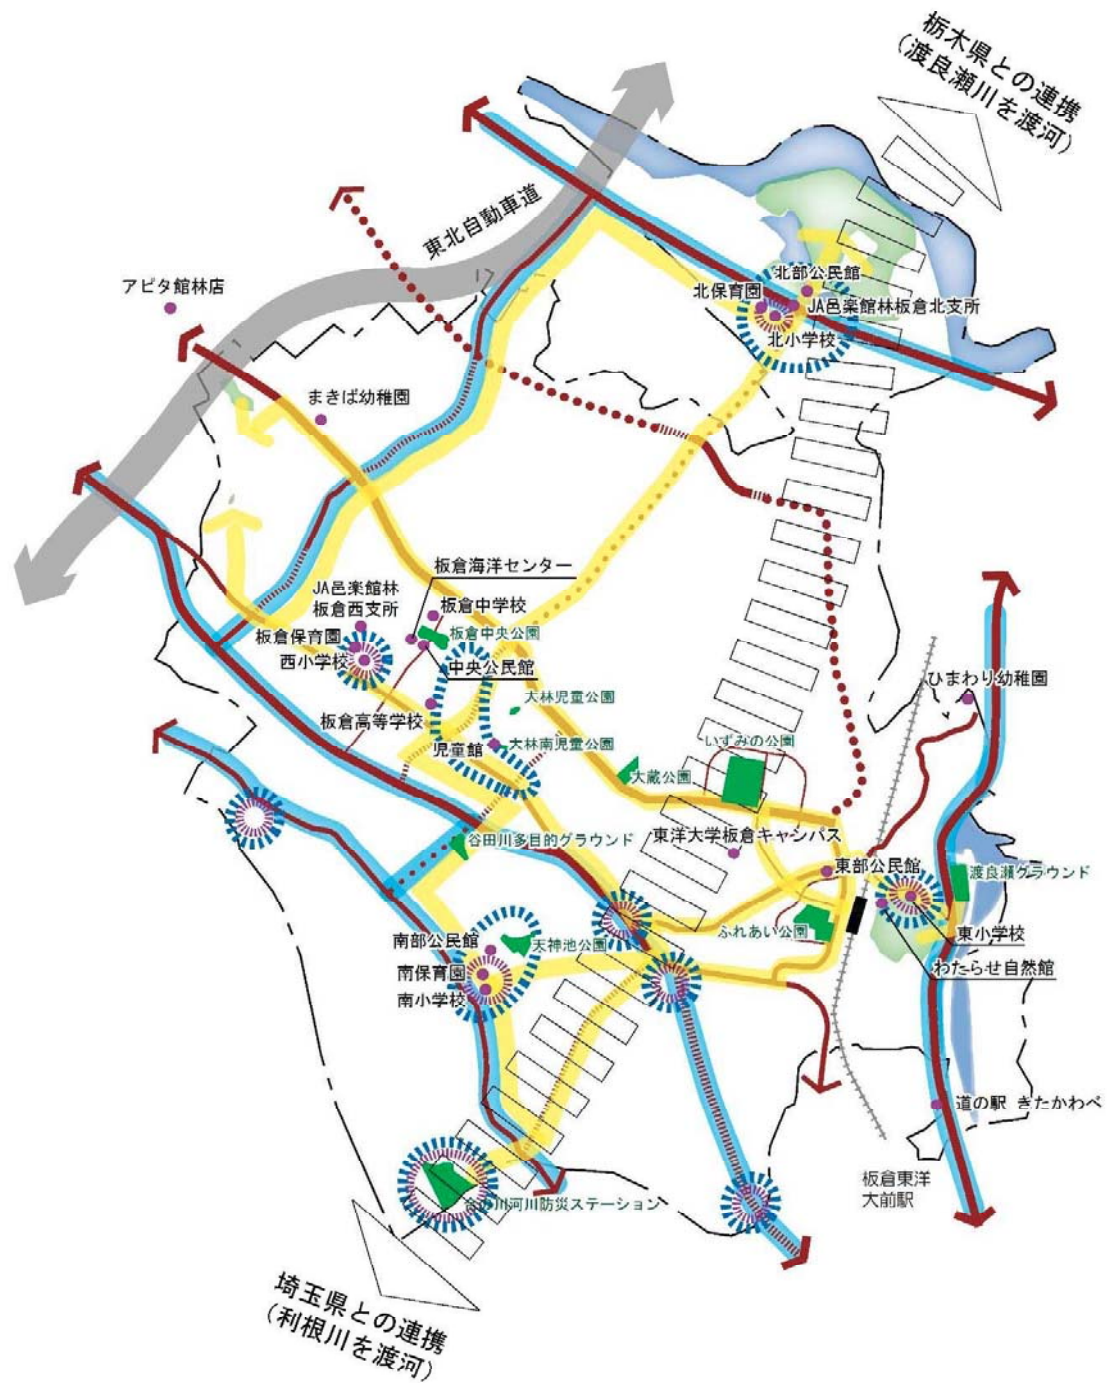 栃木県との連携
（渡良瀬川を渡河）
東北自動車道
アピタ館林店
北部公民館
北保育園
JA邑楽館林板倉北支所
北小学校
まきば幼稚園
板倉海洋センター
JA邑楽館林
板倉西支所
板倉中学校
板倉保育園
板倉中央公園
西小学校
中央公民館
ひまわり幼稚園
大林児童公園
板倉高等学校
児童館
大林南児童公園
いずみの公園
大蔵公園
谷田川多目的グラウンド
東洋大学板倉キャンパス
東部公民館
渡良瀬グラウンド
ふれあい公園
東小学校
わたらせ自然館
南部公民館
天神池公園
南保育園
南小学校
道の駅 きたかわべ
板倉東洋
大前駅
川河川防災ステーション
埼玉県との連携
（利根川を渡河）